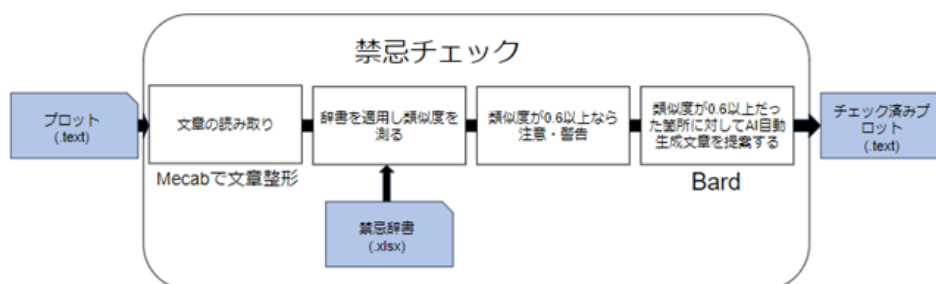 禁忌チェック
プロット
(.text)
文章の読み取り
Mecabで文章整形
辞書を適用し類似度を
測る
禁忌辞書
(.xlsx)
類似度が0.6以上なら
注意・警告
類似度が0.6以上だっ
た箇所に対してAI自動
生成文章を提案する
Bard
チェック済みプ
ロット
(.text)